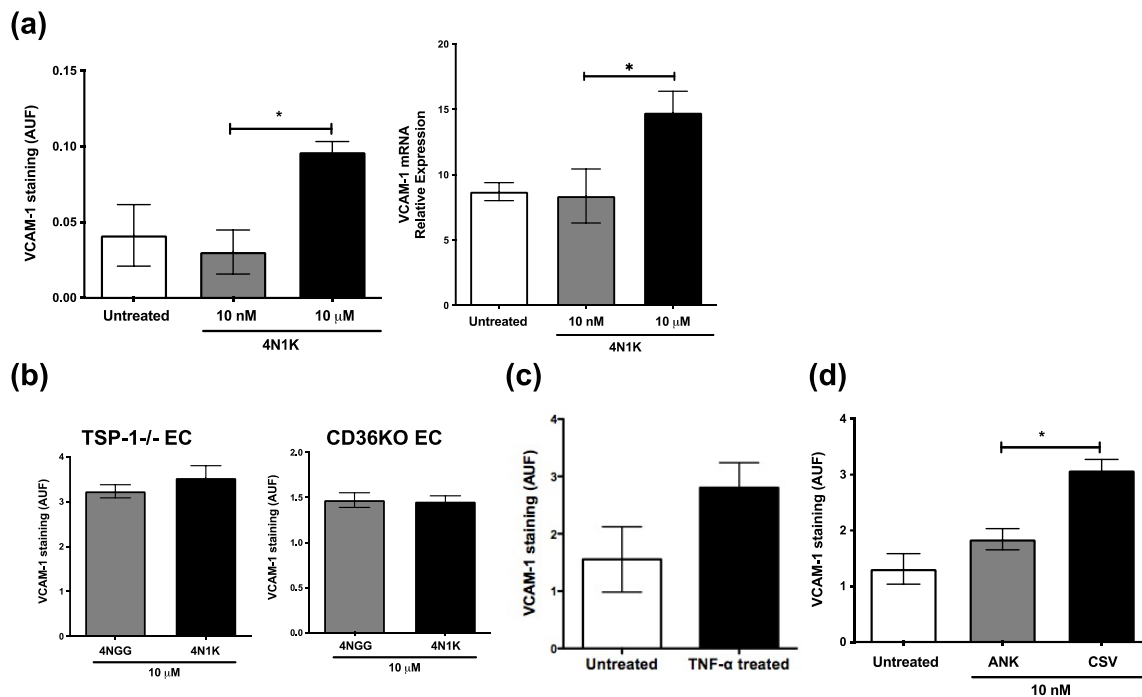 (a)
VCAM-1 staining (AUF)
0.15
0.10
0.05
0.00
*
Untreated
10 nM
10 μM
4N1K
VCAM-1 mRNA
Relative Expression
20
15
10
5
0
*
Untreated
10 nM
10 μM
4N1K
(b)
TSP-1-/- EC
VCAM-1 staining (AUF)
4
3
2
1
0
4NGG
4N1K
10 μM
CD36KO EC
VCAM-1 staining (AUF)
2.0
1.5
1.0
0.5
0.0
4NGG
4N1K
10 μM
(c)
VCAM-1 staining (AUF)
4
3
2
1
0
Untreated
TNF-α treated
(d)
VCAM-1 staining (AUF)
4
3
2
1
0
*
Untreated
ANK
CSV
10 nM